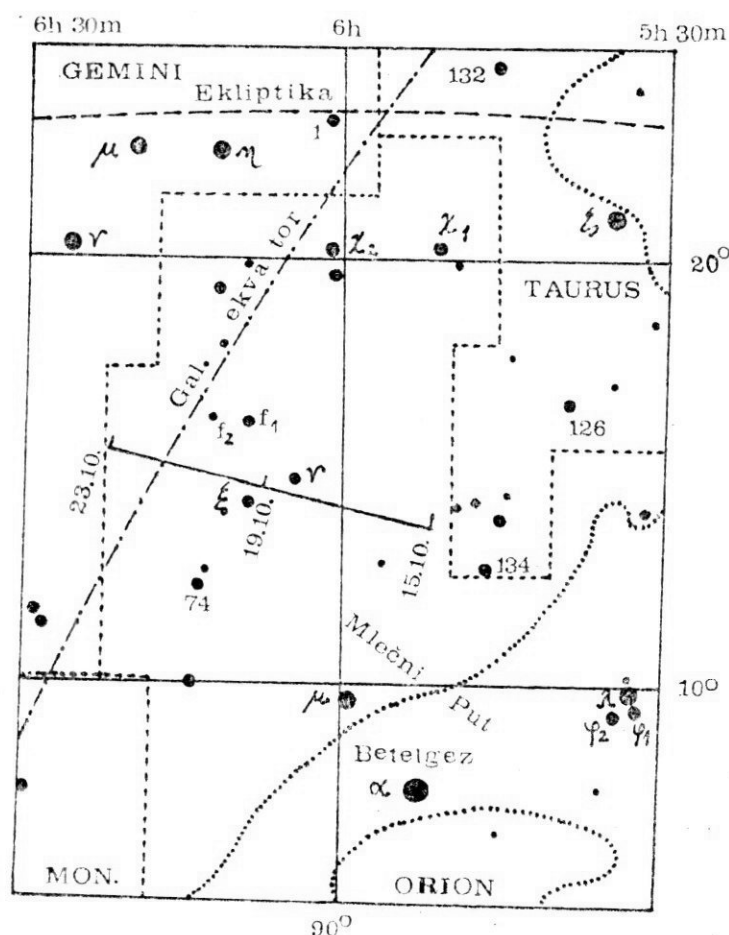 6h 30m 6h 5h 30m
GEMINI 132
Ekliptika
1
μ η
ν χ2 χ1 ζ
20°
TAURUS
Gal. ekvator
f2 f1 126
ν
ξ
23.10. 19.10. 15.10.
74 134
Mlečni Put
10°
μ λ
φ2 φ1
Betelgez
α
MON. ORION
90°